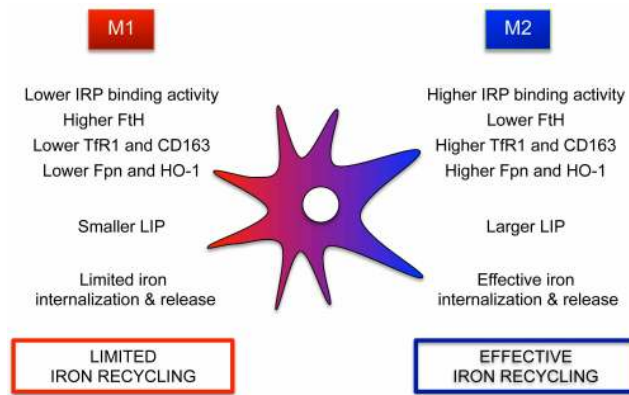 M1
Lower IRP binding activity
Higher FtH
Lower TfR1 and CD163
Lower Fpn and HO-1
Smaller LIP
Limited iron
internalization & release
LIMITED
IRON RECYCLING
M2
Higher IRP binding activity
Lower FtH
Higher TfR1 and CD163
Higher Fpn and HO-1
Larger LIP
Effective iron
internalization & release
EFFECTIVE
IRON RECYCLING